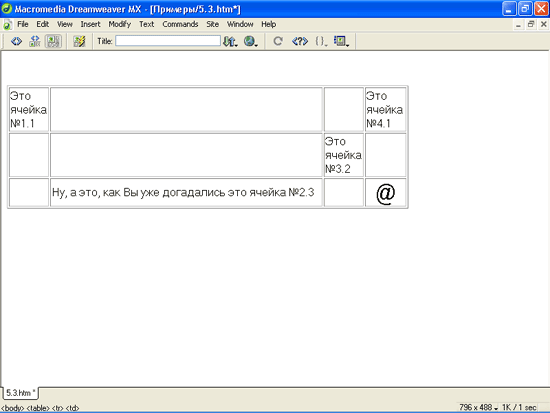 Macromedia Dreamweaver MX - [Примеры/5.3.htm*]
File Edit View Insert Modify Text Commands Site Window Help
Title:
Это
ячейка
№1.1
Это
ячейка
№4.1
Это
ячейка
№3.2
Ну, а это, как Вы уже догадались это ячейка №2.3
@
5.3.htm*
<body> <table> <tr> <td>
796 x 488 1K / 1 sec